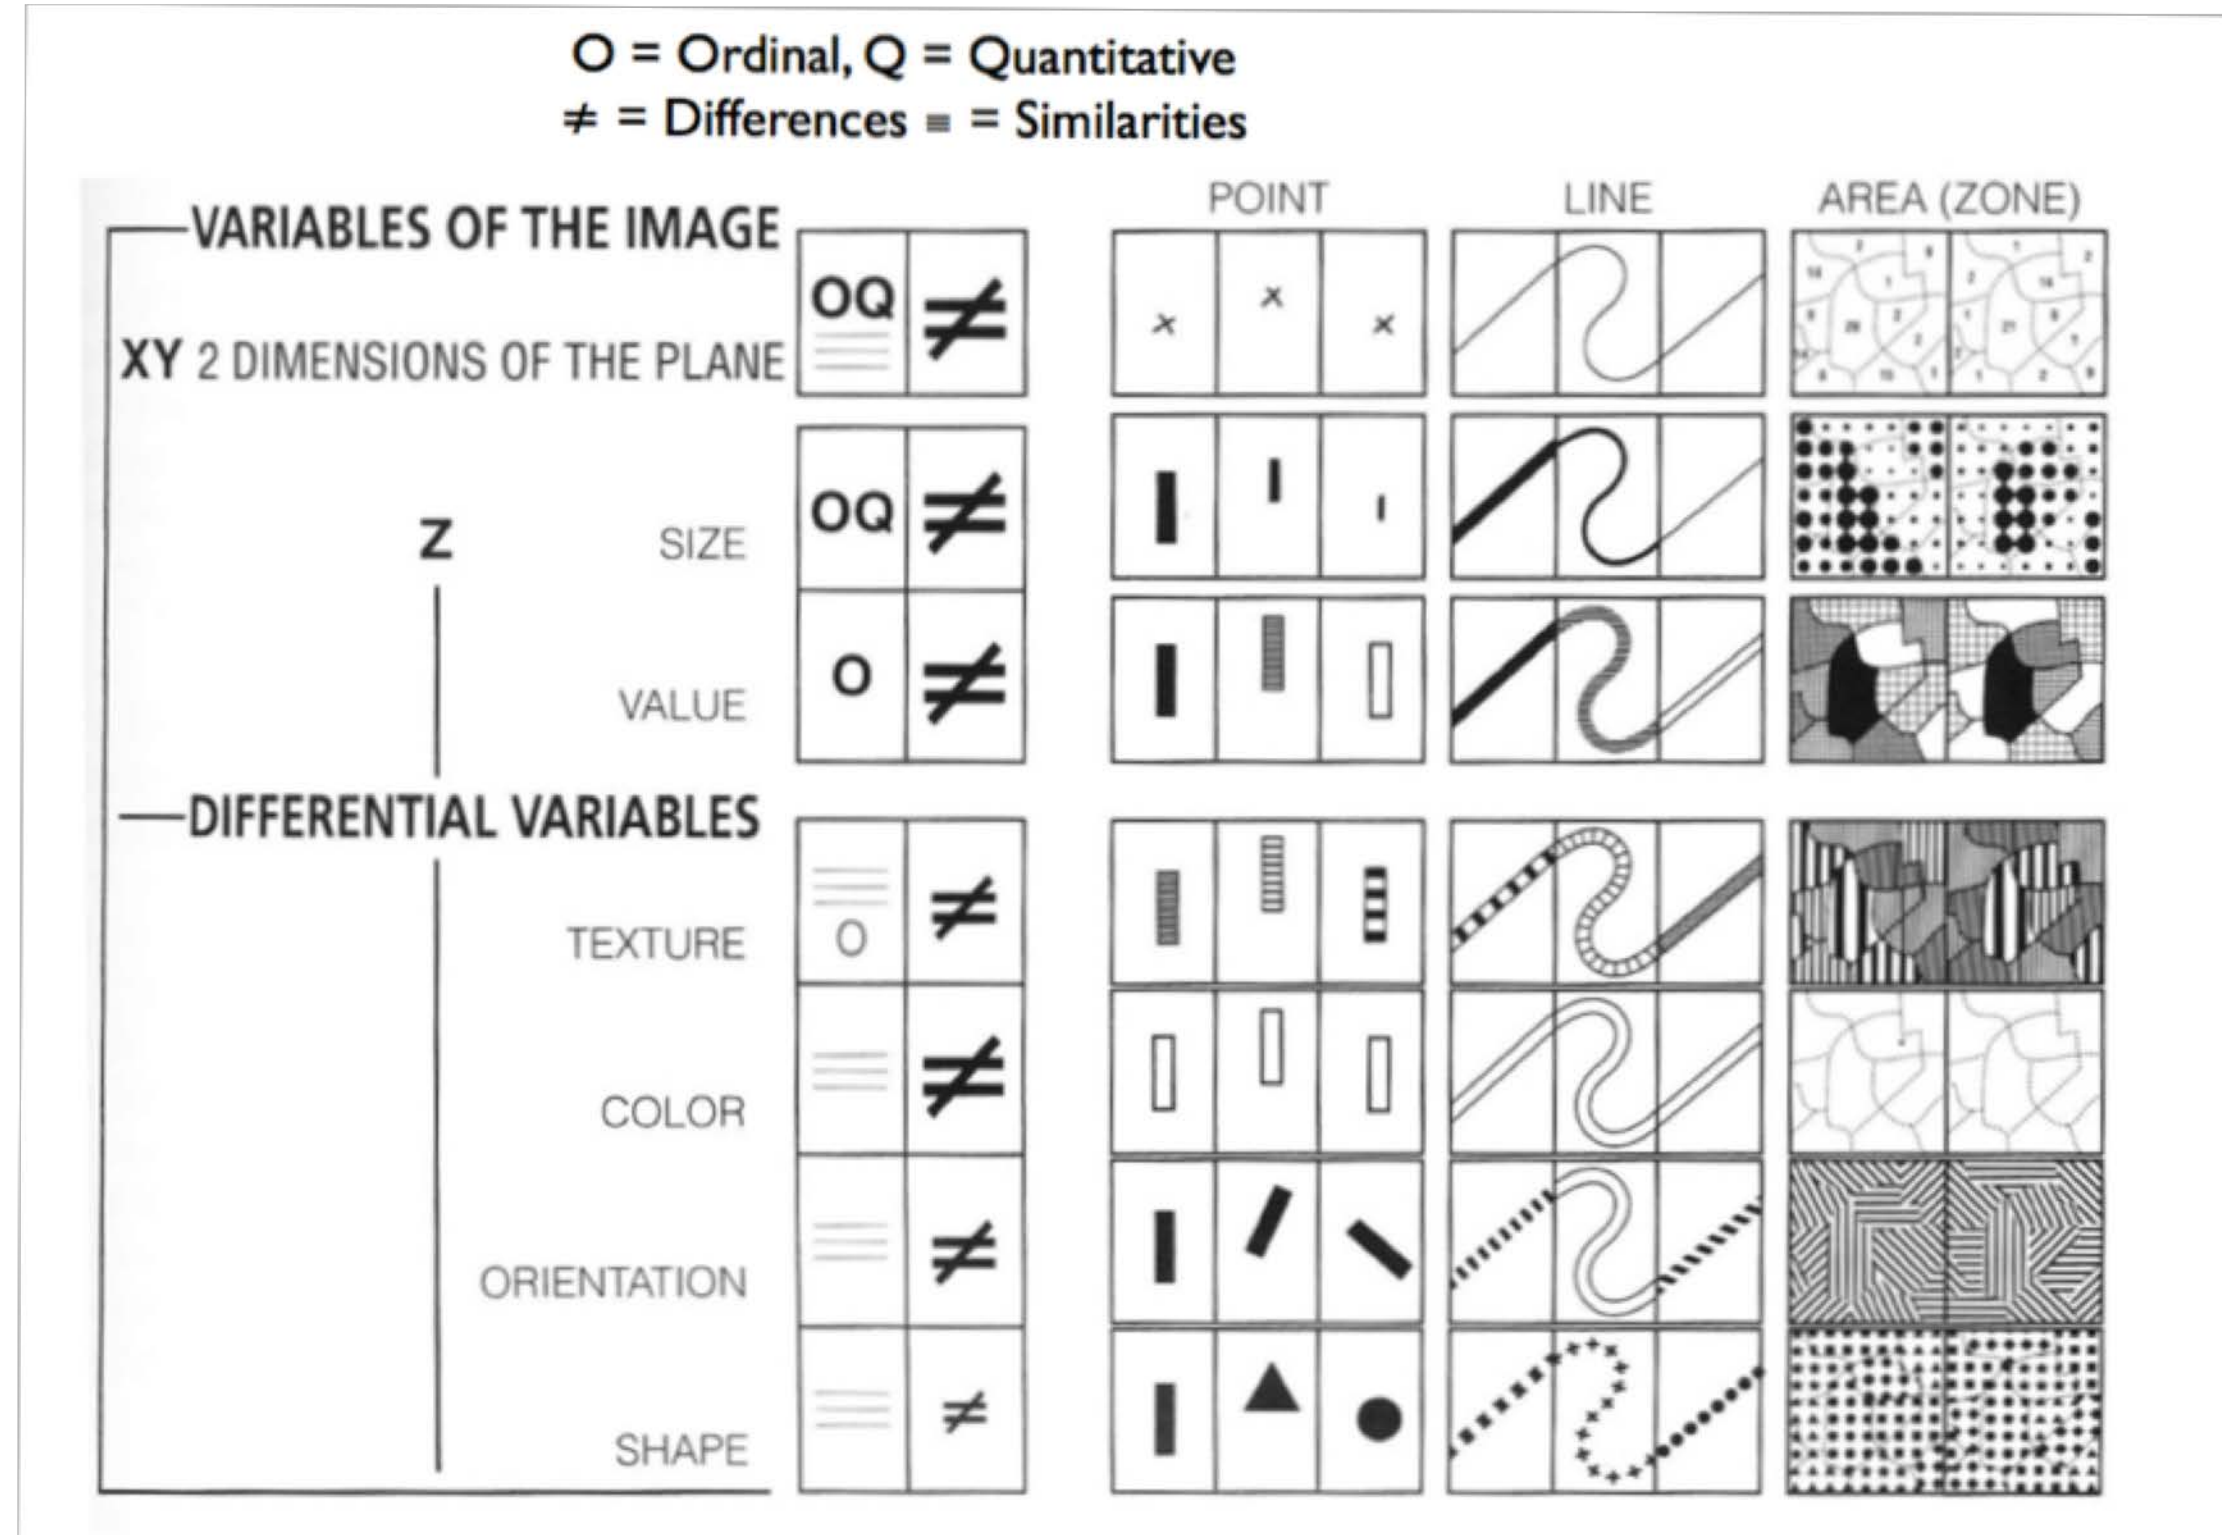 O = Ordinal, Q = Quantitative
≠ = Differences ≡ = Similarities
POINT LINE AREA (ZONE)
VARIABLES OF THE IMAGE
OQ ≡ ≠
XY 2 DIMENSIONS OF THE PLANE
Z
SIZE OQ ≠
VALUE O ≠
DIFFERENTIAL VARIABLES
TEXTURE ≡ O ≠
COLOR ≡ ≠
ORIENTATION ≡ ≠
SHAPE ≡ ≠